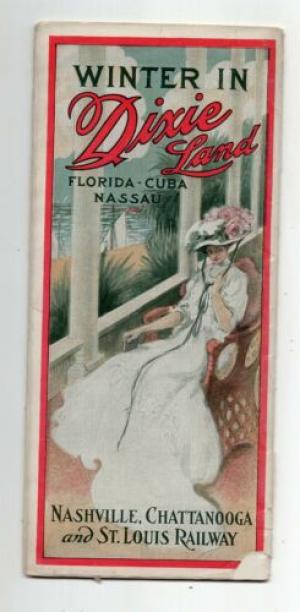 WINTER IN
Dixie
Land
FLORIDA - CUBA
NASSAU
NASHVILLE, CHATTANOOGA
and ST. LOUIS RAILWAY